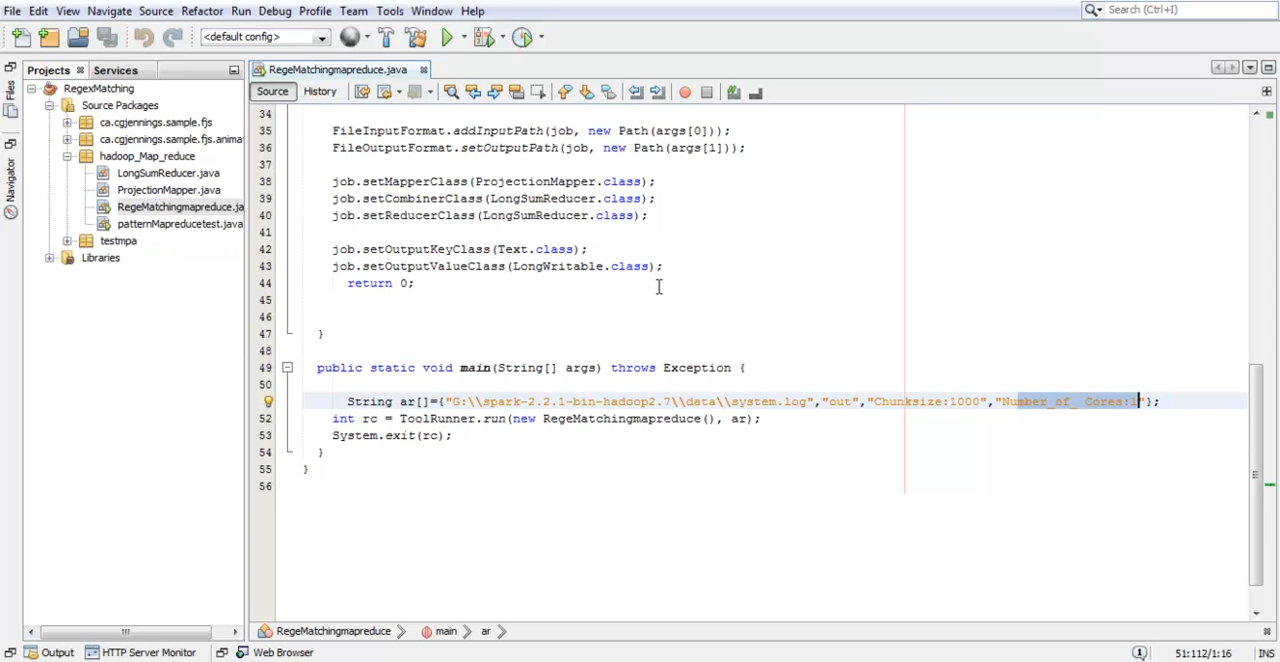 File Edit View Navigate Source Refactor Run Debug Profile Team Tools Window Help
Search (Ctrl+I)
<default config>
Projects Services
RegeMatchingmapreduce.java
Files
Navigator
RegexMatching
Source Packages
ca.cgjennings.sample.fjs
ca.cgjennings.sample.fjs.animat
hadoop_Map_reduce
LongSumReducer.java
ProjectionMapper.java
RegeMatchingmapreduce.ja
patternMapreducetest.java
testmpa
Libraries
Source History
34
35 FileInputFormat.addInputPath(job, new Path(args[0]));
36 FileOutputFormat.setOutputPath(job, new Path(args[1]));
37
38 job.setMapperClass(ProjectionMapper.class);
39 job.setCombinerClass(LongSumReducer.class);
40 job.setReducerClass(LongSumReducer.class);
41
42 job.setOutputKeyClass(Text.class);
43 job.setOutputValueClass(LongWritable.class);
44 return 0;
45
46
47 }
48
49 public static void main(String[] args) throws Exception {
50
String ar[]={"G:\\spark-2.2.1-bin-hadoop2.7\\data\\system.log","out","Chunksize:1000","Number_of_ Cores:1"};
52 int rc = ToolRunner.run(new RegeMatchingmapreduce(), ar);
53 System.exit(rc);
54 }
55 }
56
RegeMatchingmapreduce main ar
Output HTTP Server Monitor Web Browser
51:112/1:16 INS